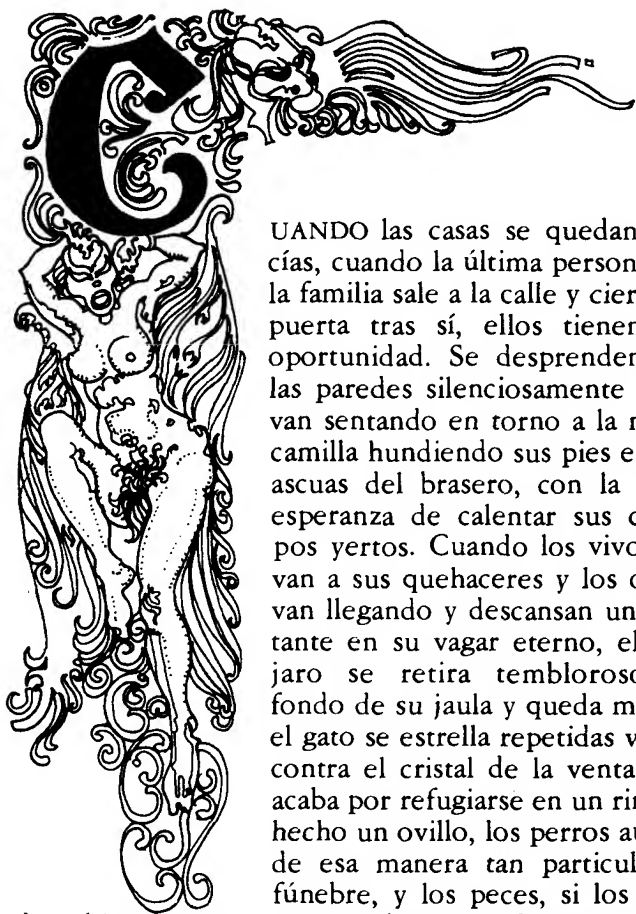 C
UANDO las casas se quedan
cías, cuando la última person
la familia sale a la calle y cier
puerta tras sí, ellos tiener
oportunidad. Se desprender
las paredes silenciosamente
van sentando en torno a la
camilla hundiendo sus pies e
ascuas del brasero, con la
esperanza de calentar sus
pos yertos. Cuando los vivo
van a sus quehaceres y los
van llegando y descansan un
tante en su vagar eterno, el
jaro se retira tembloroso
fondo de su jaula y queda m
el gato se estrella repetidas v
contra el cristal de la venta
acaba por refugiarse en un ri
hecho un ovillo, los perros a
de esa manera tan particul
fúnebre, y los peces, si los